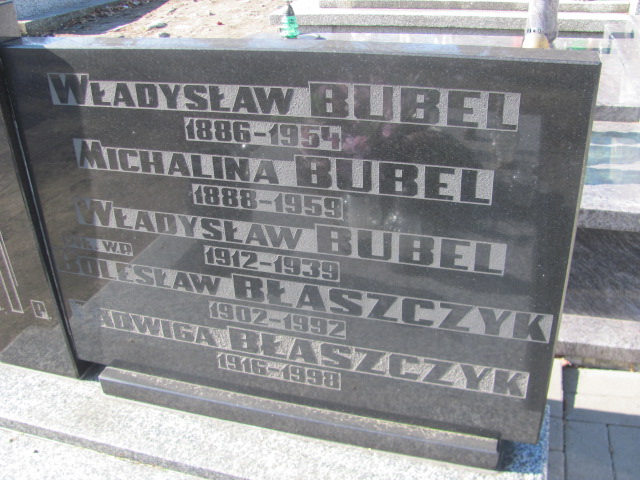 WŁADYSŁAW BUBEL
1886-1954
MICHALINA BUBEL
1888-1959
WŁADYSŁAW BUBEL
1912-1939
BOLESŁAW BŁASZCZYK
1902-1992
JADWIGA BŁASZCZYK
1916-1998